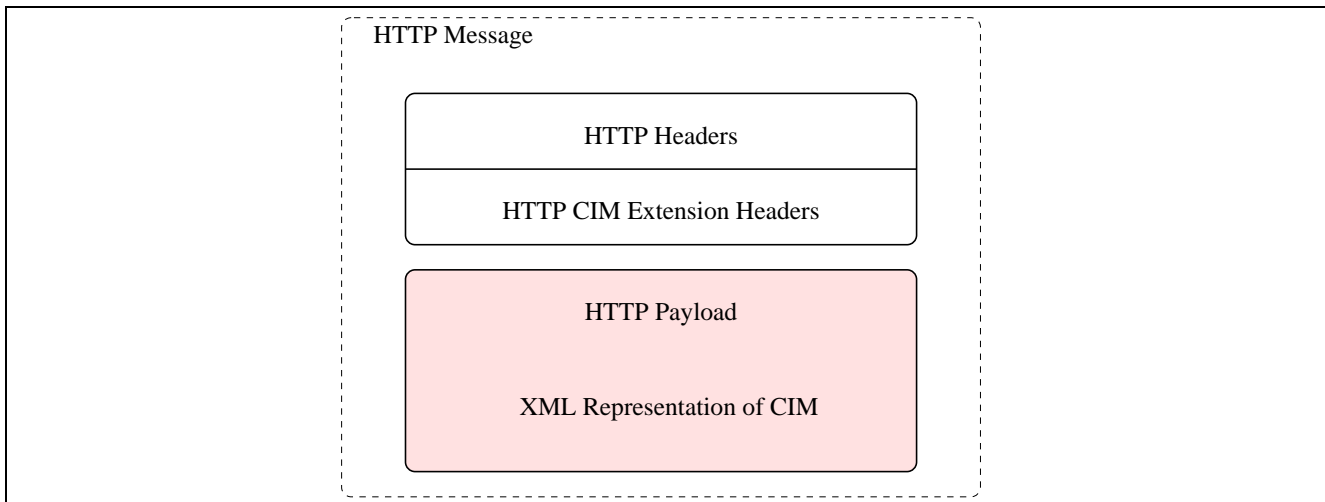 HTTP Message
HTTP Headers
HTTP CIM Extension Headers
HTTP Payload
XML Representation of CIM